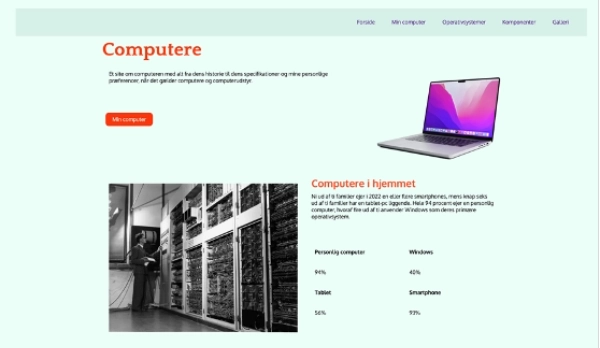 Forside Min computer Operativsystemer Komponenter Galleri
Computere
Et site om computeren med alt fra dens historie til dens specifikationer og mine personlige
præferencer, når det gælder computere og computerudstyr.
Min computer
Computere i hjemmet
Ni ud af ti familier ejer i 2022 en eller flere smartphones, mens knap seks
ud af ti familier har en tablet-pc liggende. Hele 94 procent ejer en personlig
computer, hvoraf fire ud af ti anvender Windows som deres primære
operativsystem.
Personlig computer Windows
94% 40%
Tablet Smartphone
56% 93%